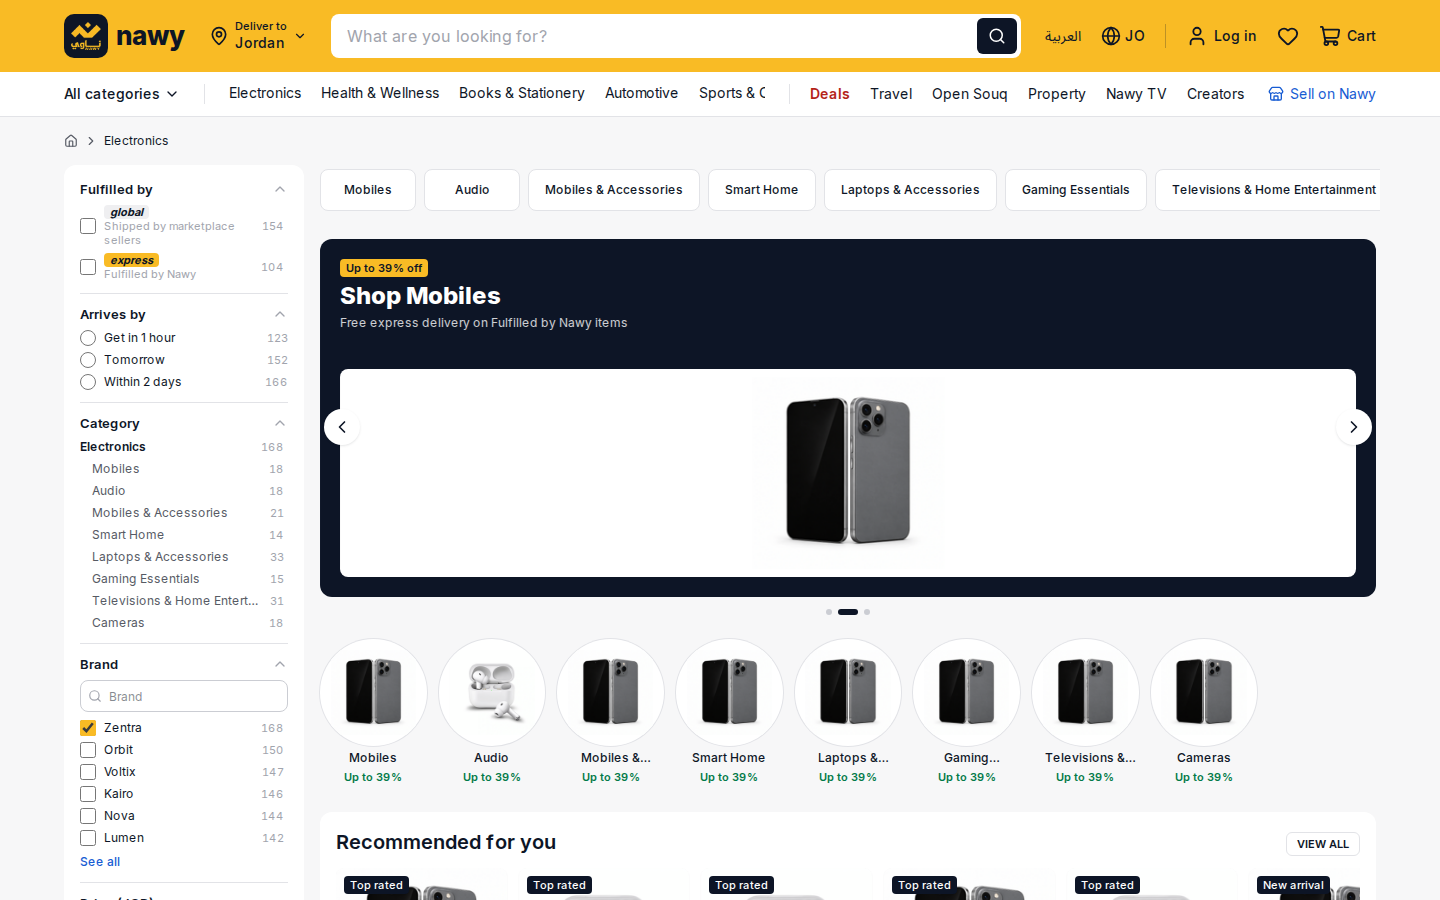 ناوي
nawy
nawy
Deliver to
Jordan
What are you looking for?
العربية
JO
Log in
Cart
All categories
Electronics
Health & Wellness
Books & Stationery
Automotive
Sports &
Deals
Travel
Open Souq
Property
Nawy TV
Creators
Sell on Nawy
Electronics
Fulfilled by
global
Shipped by marketplace
sellers
154
express
Fulfilled by Nawy
104
Arrives by
Get in 1 hour 123
Tomorrow 152
Within 2 days 166
Category
Electronics 168
Mobiles 18
Audio 18
Mobiles & Accessories 21
Smart Home 14
Laptops & Accessories 33
Gaming Essentials 15
Televisions & Home Entert... 31
Cameras 18
Brand
Brand
Zentra 168
Orbit 150
Voltix 147
Kairo 146
Nova 144
Lumen 142
See all
Mobiles
Audio
Mobiles & Accessories
Smart Home
Laptops & Accessories
Gaming Essentials
Televisions & Home Entertainment
Up to 39% off
Shop Mobiles
Free express delivery on Fulfilled by Nawy items
Mobiles
Up to 39%
Audio
Up to 39%
Mobiles &...
Up to 39%
Smart Home
Up to 39%
Laptops &...
Up to 39%
Gaming...
Up to 39%
Televisions &...
Up to 39%
Cameras
Up to 39%
Recommended for you
VIEW ALL
Top rated
Top rated
Top rated
Top rated
Top rated
New arrival